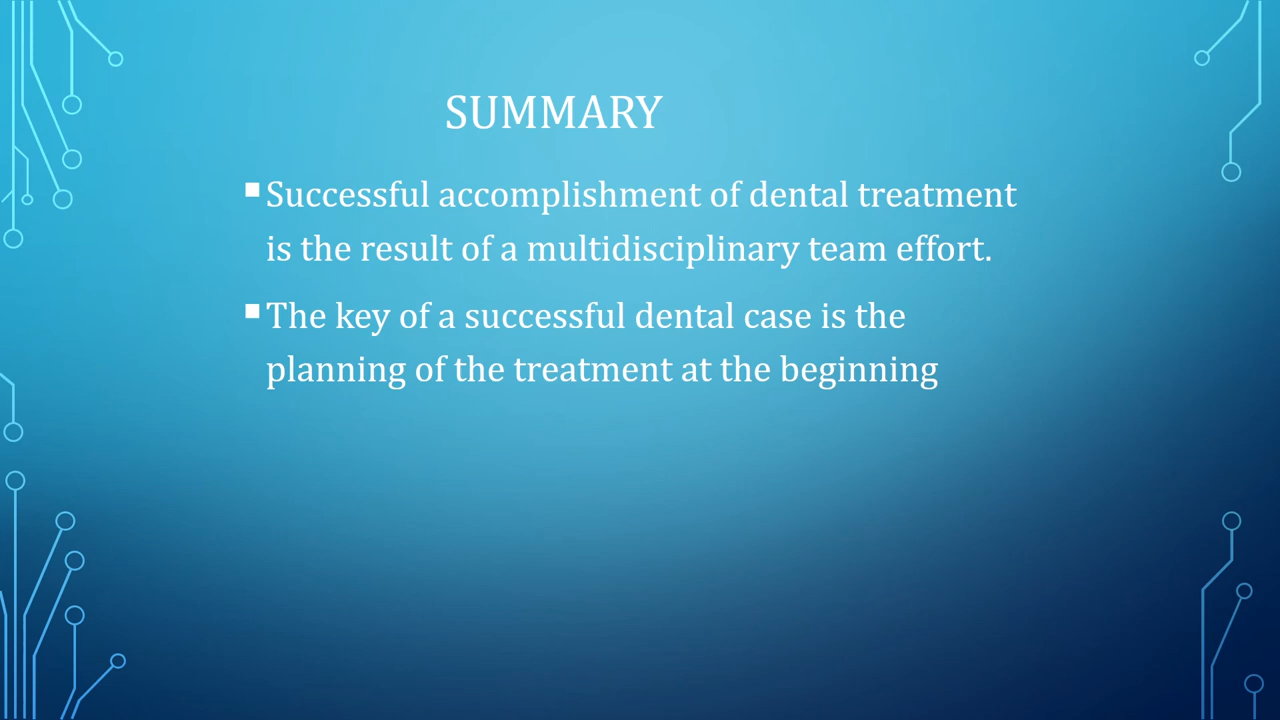 SUMMARY
▪Successful accomplishment of dental treatment
is the result of a multidisciplinary team effort.
▪The key of a successful dental case is the
planning of the treatment at the beginning